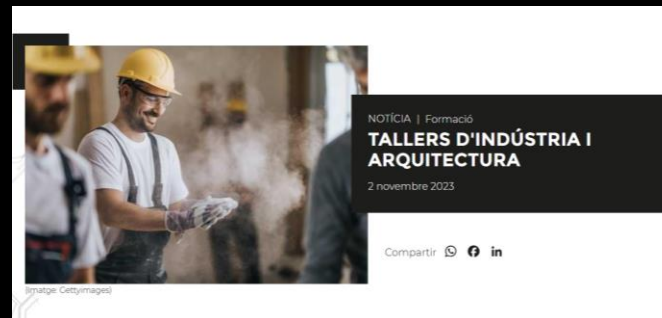 NOTÍCIA | Formació
TALLERS D'INDÚSTRIA I
ARQUITECTURA
2 novembre 2023
Compartir
(Imatge: Gettyimages)